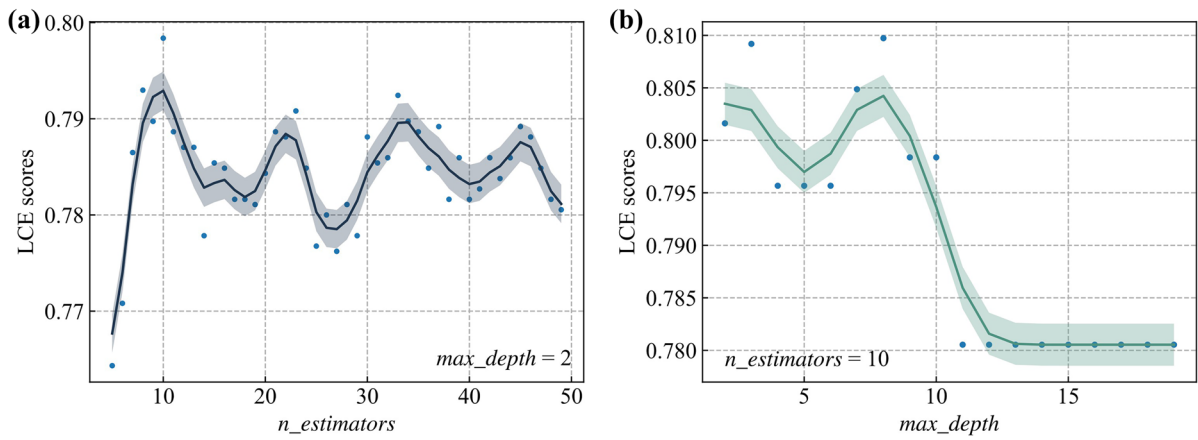 (a)
0.80
0.79
0.78
0.77
LCE scores
max_depth = 2
10
20
30
40
50
n_estimators
(b)
0.810
0.805
0.800
0.795
0.790
0.785
0.780
LCE scores
n_estimators = 10
5
10
15
max_depth